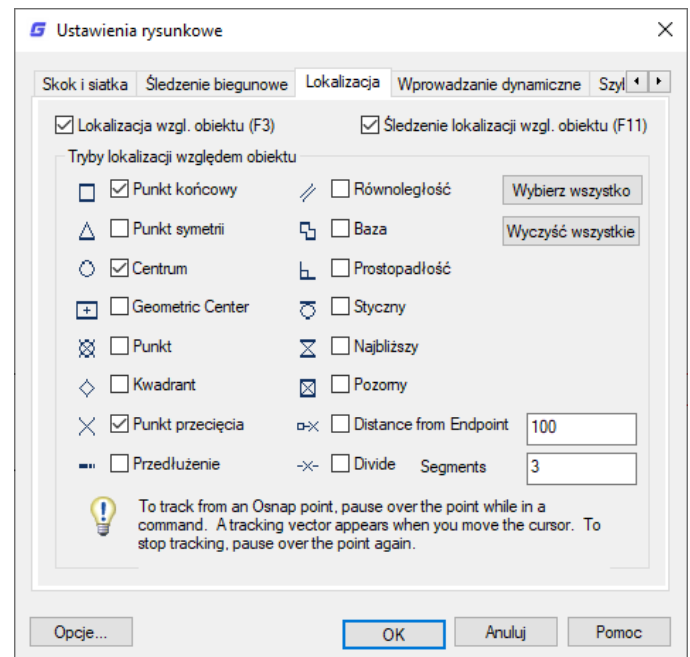 Ustawienia rysunkowe
Skok i siatka Śledzenie biegunowe Lokalizacja Wprowadzanie dynamiczne Szyl
Lokalizacja wzgl. obiektu (F3) Śledzenie lokalizacji wzgl. obiektu (F11)
Tryby lokalizacji względem obiektu
Punkt końcowy Równoległość Wybierz wszystko
Punkt symetrii Baza Wyczyść wszystkie
Centrum Prostopadłość
Geometric Center Styczny
Punkt Najbliższy
Kwadrant Pozorny
Punkt przecięcia Distance from Endpoint 100
Przedłużenie Divide Segments 3
To track from an Osnap point, pause over the point while in a
command. A tracking vector appears when you move the cursor. To
stop tracking, pause over the point again.
Opcje... OK Anuluj Pomoc